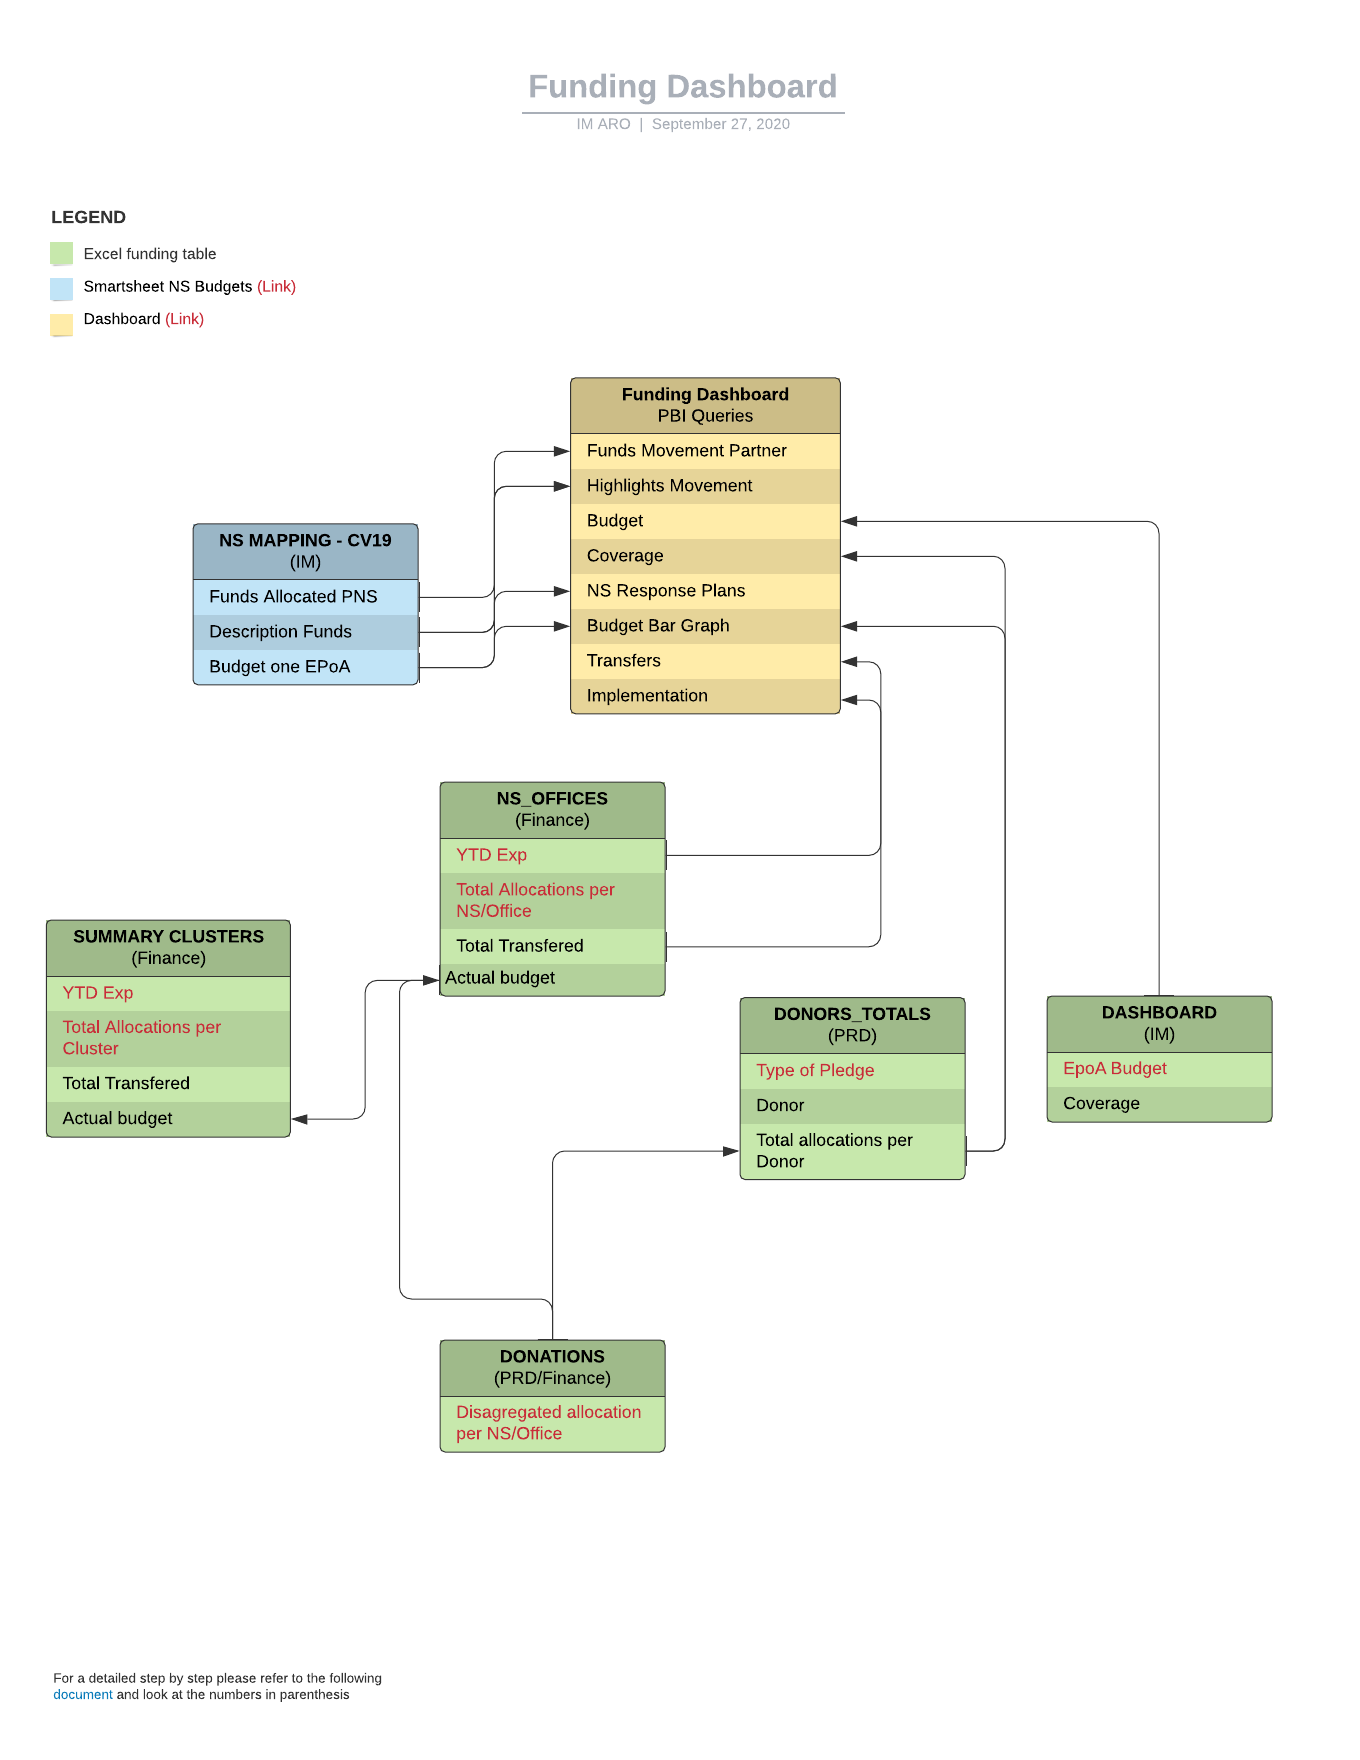 Funding Dashboard
IM ARO | September 27, 2020
LEGEND
Excel funding table
Smartsheet NS Budgets (Link)
Dashboard (Link)
Funding Dashboard
PBI Queries
Funds Movement Partner
Highlights Movement
Budget
Coverage
NS Response Plans
Budget Bar Graph
Transfers
Implementation
NS MAPPING - CV19
(IM)
Funds Allocated PNS
Description Funds
Budget one EPoA
NS_OFFICES
(Finance)
YTD Exp
Total Allocations per
NS/Office
Total Transfered
Actual budget
SUMMARY CLUSTERS
(Finance)
YTD Exp
Total Allocations per
Cluster
Total Transfered
Actual budget
DONORS_TOTALS
(PRD)
Type of Pledge
Donor
Total allocations per
Donor
DASHBOARD
(IM)
EpoA Budget
Coverage
DONATIONS
(PRD/Finance)
Disagregated allocation
per NS/Office
For a detailed step by step please refer to the following
document and look at the numbers in parenthesis